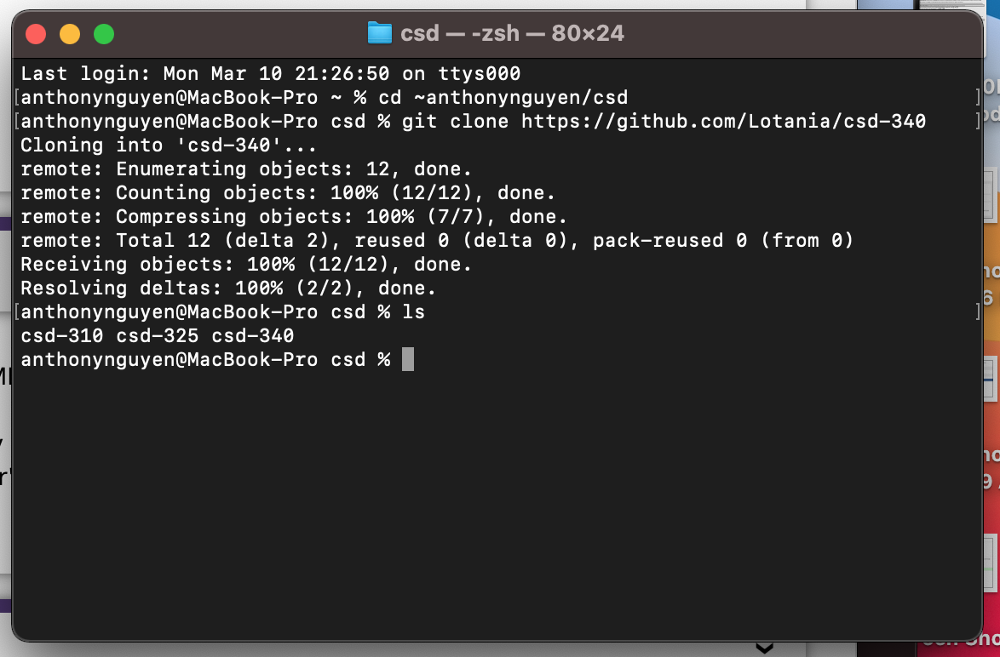 csd — -zsh — 80×24
Last login: Mon Mar 10 21:26:50 on ttys000
[anthonynguyen@MacBook-Pro ~ % cd ~anthonynguyen/csd ]
[anthonynguyen@MacBook-Pro csd % git clone https://github.com/Lotania/csd-340 ]
Cloning into 'csd-340'...
remote: Enumerating objects: 12, done.
remote: Counting objects: 100% (12/12), done.
remote: Compressing objects: 100% (7/7), done.
remote: Total 12 (delta 2), reused 0 (delta 0), pack-reused 0 (from 0)
Receiving objects: 100% (12/12), done.
Resolving deltas: 100% (2/2), done.
[anthonynguyen@MacBook-Pro csd % ls ]
csd-310 csd-325 csd-340
anthonynguyen@MacBook-Pro csd %